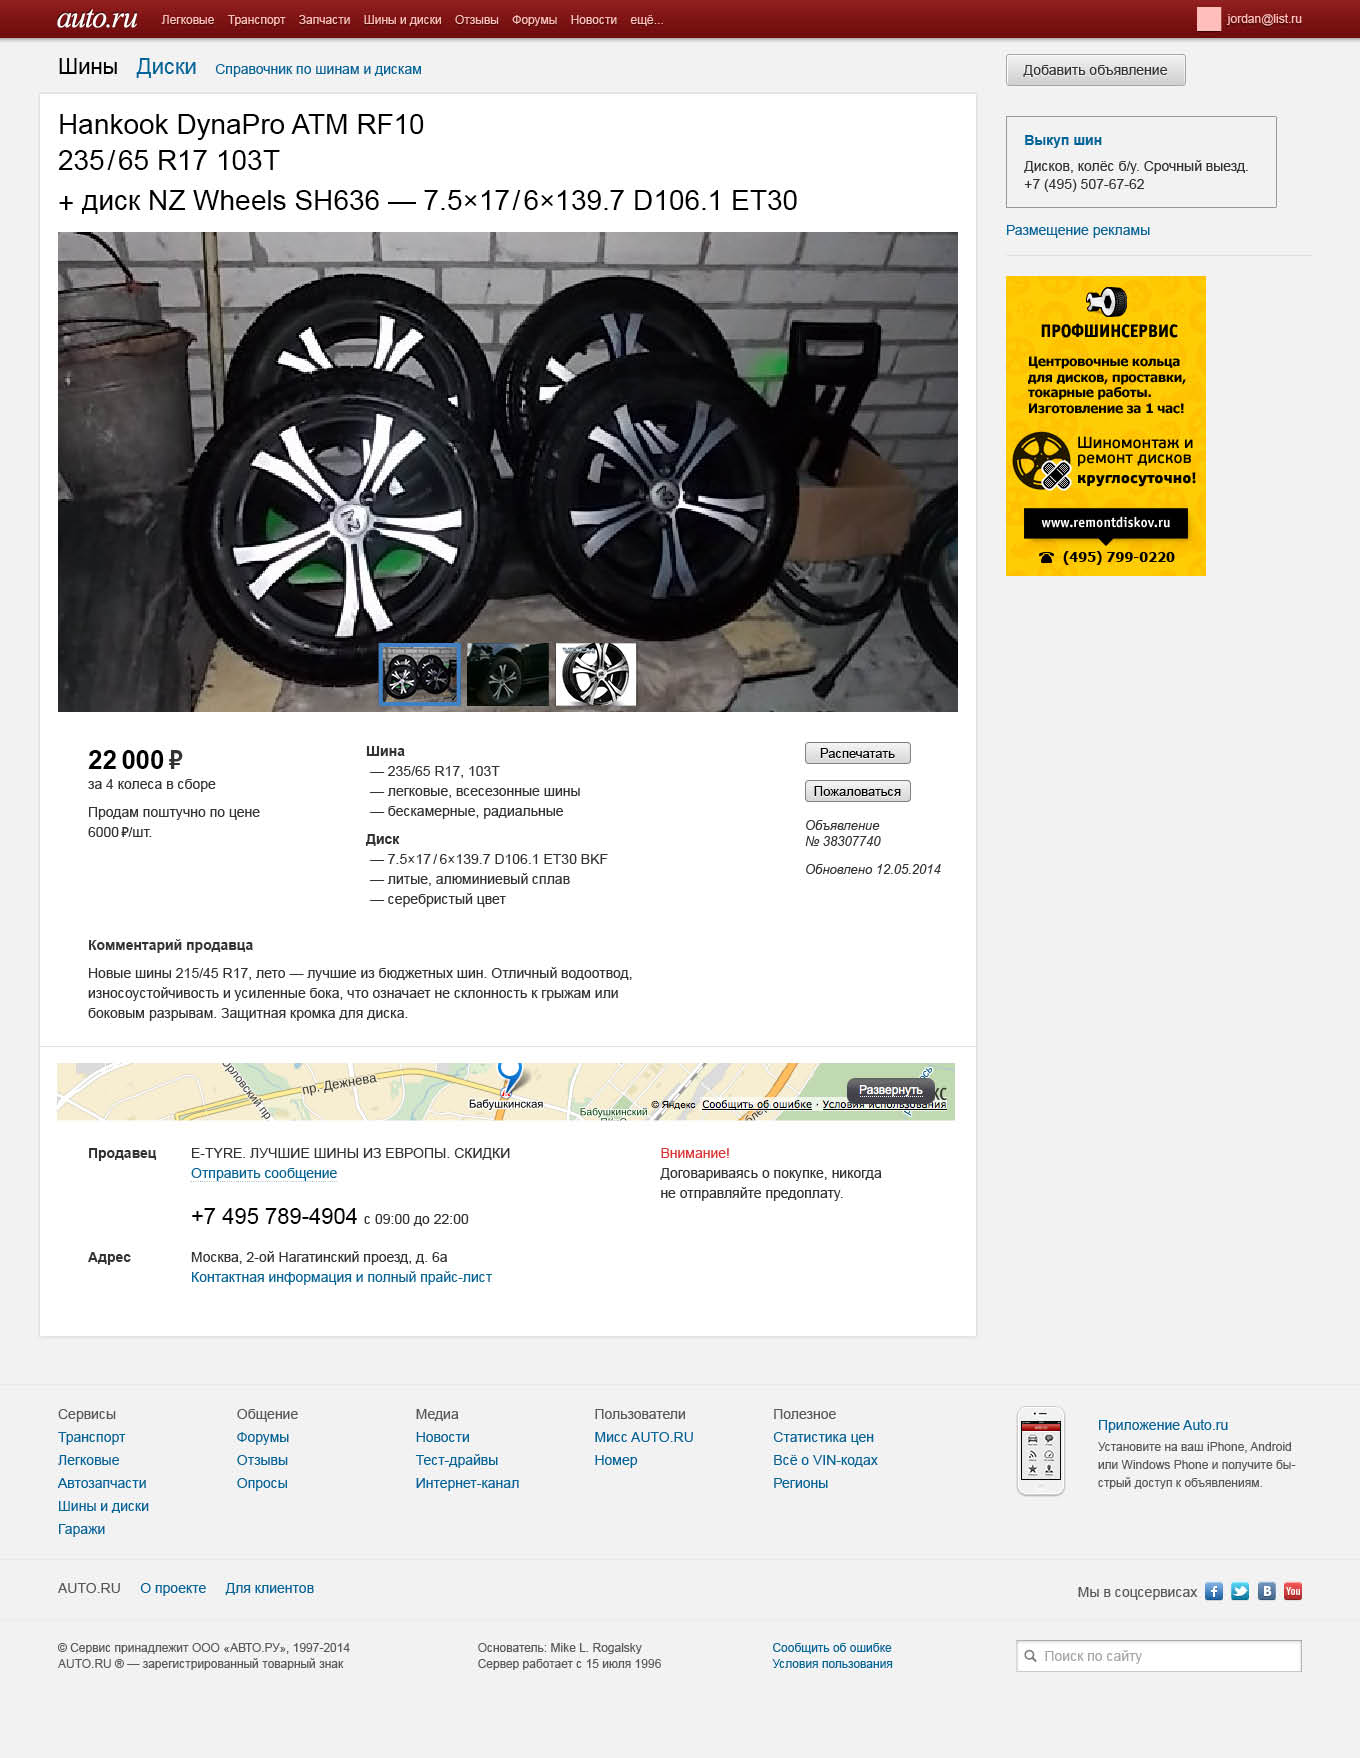 auto.ru Легковые Транспорт Запчасти Шины и диски Отзывы Форумы Новости ещё... jordan@list.ru
Шины Диски Справочник по шинам и дискам
Добавить объявление
Hankook DynaPro ATM RF10
235/65 R17 103T
+ диск NZ Wheels SH636 — 7.5×17/6×139.7 D106.1 ET30
Выкуп шин
Дисков, колёс б/у. Срочный выезд.
+7 (495) 507-67-62
Размещение рекламы
ПРОФШИНСЕРВИС
Центровочные кольца
для дисков, проставки,
токарные работы.
Изготовление за 1 час!
Шиномонтаж и
ремонт дисков
круглосуточно!
www.remontdiskov.ru
(495) 799-0220
22 000 ₽
за 4 колеса в сборе
Продам поштучно по цене
6000 ₽/шт.
Шина
— 235/65 R17, 103T
— легковые, всесезонные шины
— бескамерные, радиальные
Диск
— 7.5×17/6×139.7 D106.1 ET30 BKF
— литые, алюминиевый сплав
— серебристый цвет
Распечатать
Пожаловаться
Объявление
№ 38307740
Обновлено 12.05.2014
Комментарий продавца
Новые шины 215/45 R17, лето — лучшие из бюджетных шин. Отличный водоотвод,
износоустойчивость и усиленные бока, что означает не склонность к грыжам или
боковым разрывам. Защитная кромка для диска.
пр. Дежнева
Бабушкинская
Бабушкинский
Развернуть
© Яндекс Сообщить об ошибке · Условия использования
Продавец
E-TYRE. ЛУЧШИЕ ШИНЫ ИЗ ЕВРОПЫ. СКИДКИ
Отправить сообщение
+7 495 789-4904 с 09:00 до 22:00
Внимание!
Договариваясь о покупке, никогда
не отправляйте предоплату.
Адрес
Москва, 2-ой Нагатинский проезд, д. 6а
Контактная информация и полный прайс-лист
Сервисы
Транспорт
Легковые
Автозапчасти
Шины и диски
Гаражи
Общение
Форумы
Отзывы
Опросы
Медиа
Новости
Тест-драйвы
Интернет-канал
Пользователи
Мисс AUTO.RU
Номер
Полезное
Статистика цен
Всё о VIN-кодах
Регионы
Приложение Auto.ru
Установите на ваш iPhone, Android
или Windows Phone и получите бы-
стрый доступ к объявлениям.
AUTO.RU О проекте Для клиентов
Мы в соцсервисах
© Сервис принадлежит ООО «АВТО.РУ», 1997-2014
AUTO.RU ® — зарегистрированный товарный знак
Основатель: Mike L. Rogalsky
Сервер работает с 15 июля 1996
Сообщить об ошибке
Условия пользования
Поиск по сайту